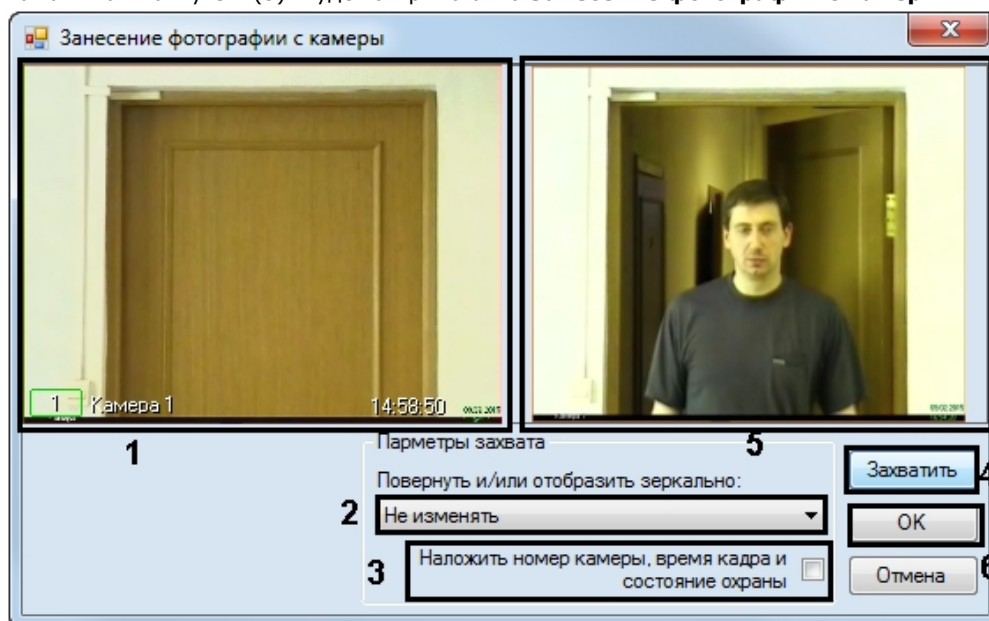 Занесение фотографии с камеры
1 Камера 1 14:58:50
1
5
Парметры захвата
Повернуть и/или отобразить зеркально:
2 Не изменять
3 Наложить номер камеры, время кадра и
состояние охраны
Захватить 4
OK
Отмена 6